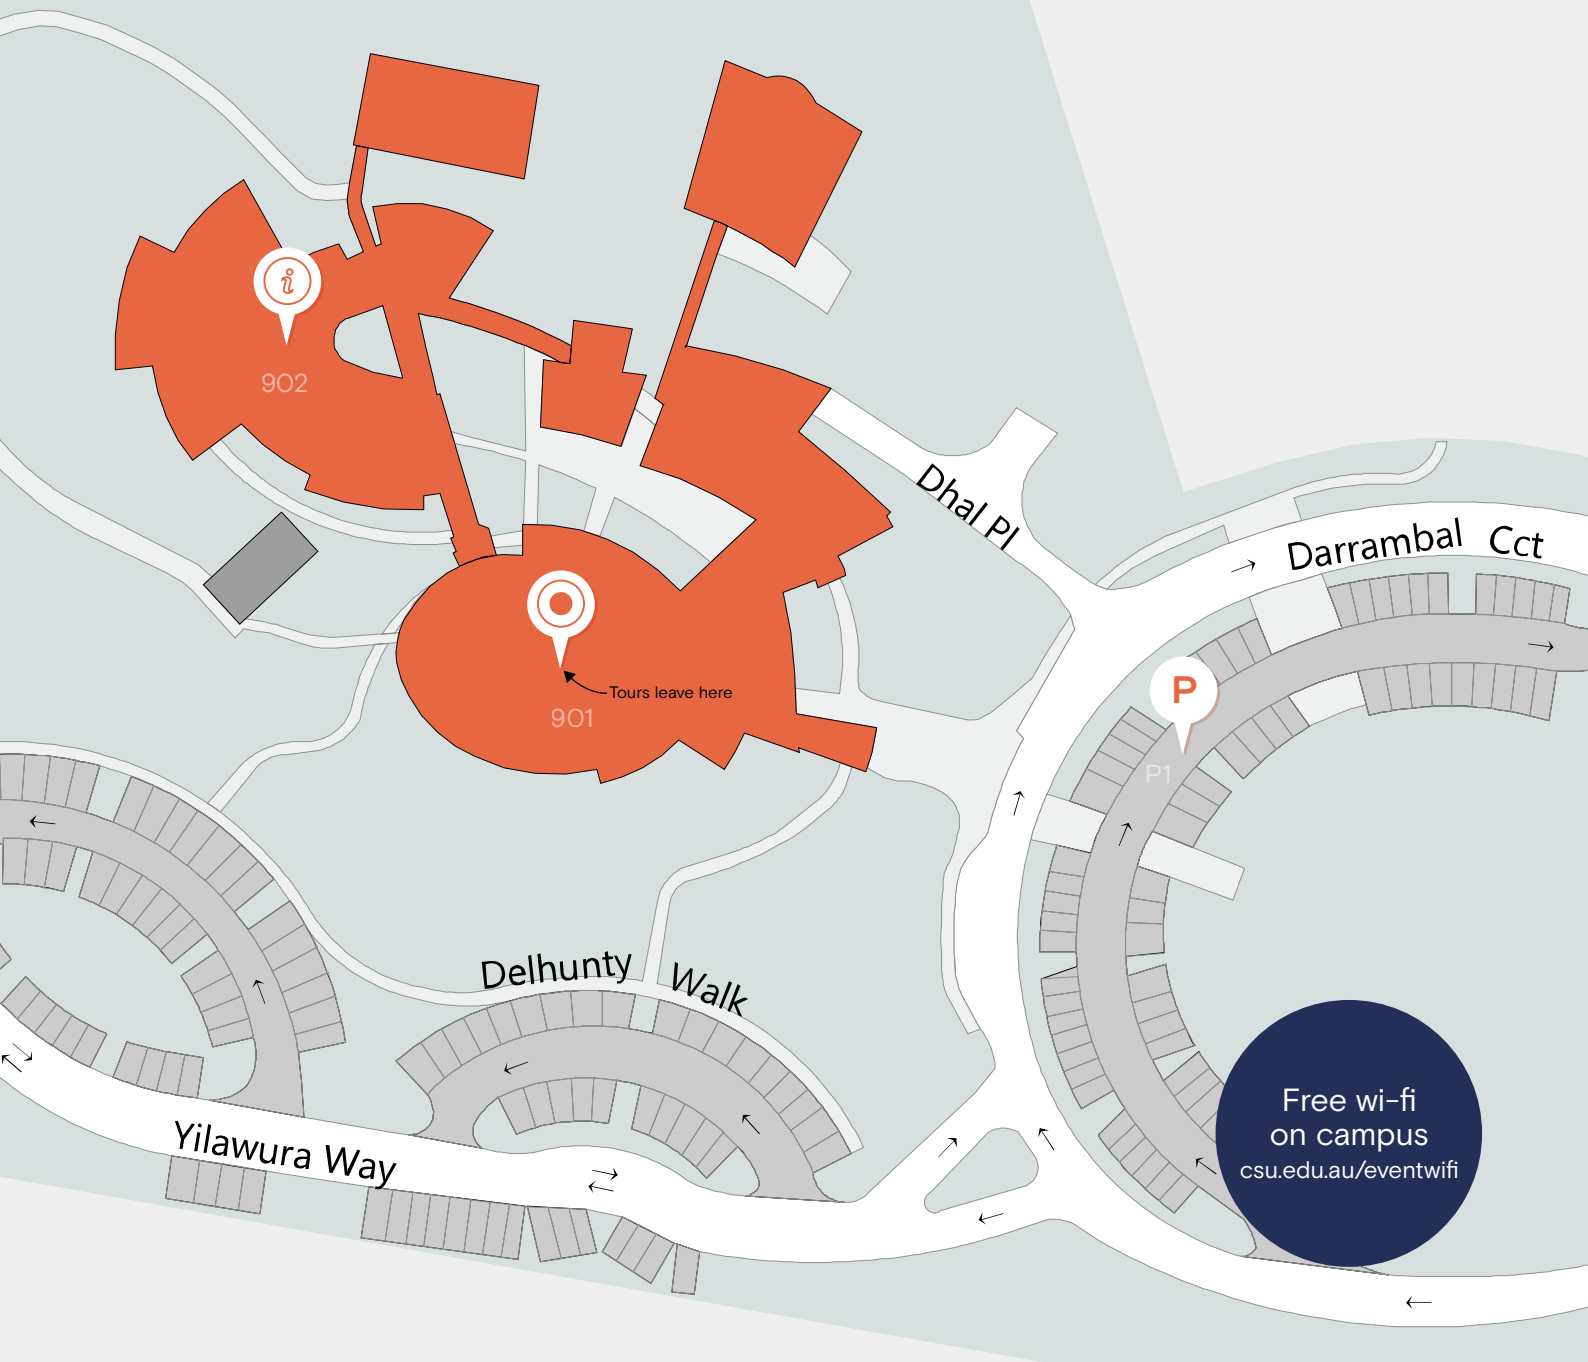 902
Dhal Pl
Darrambal Cct
Tours leave here
901
P
P1
Delhunty Walk
Yilawura Way
Free wi-fi
on campus
csu.edu.au/eventwifi